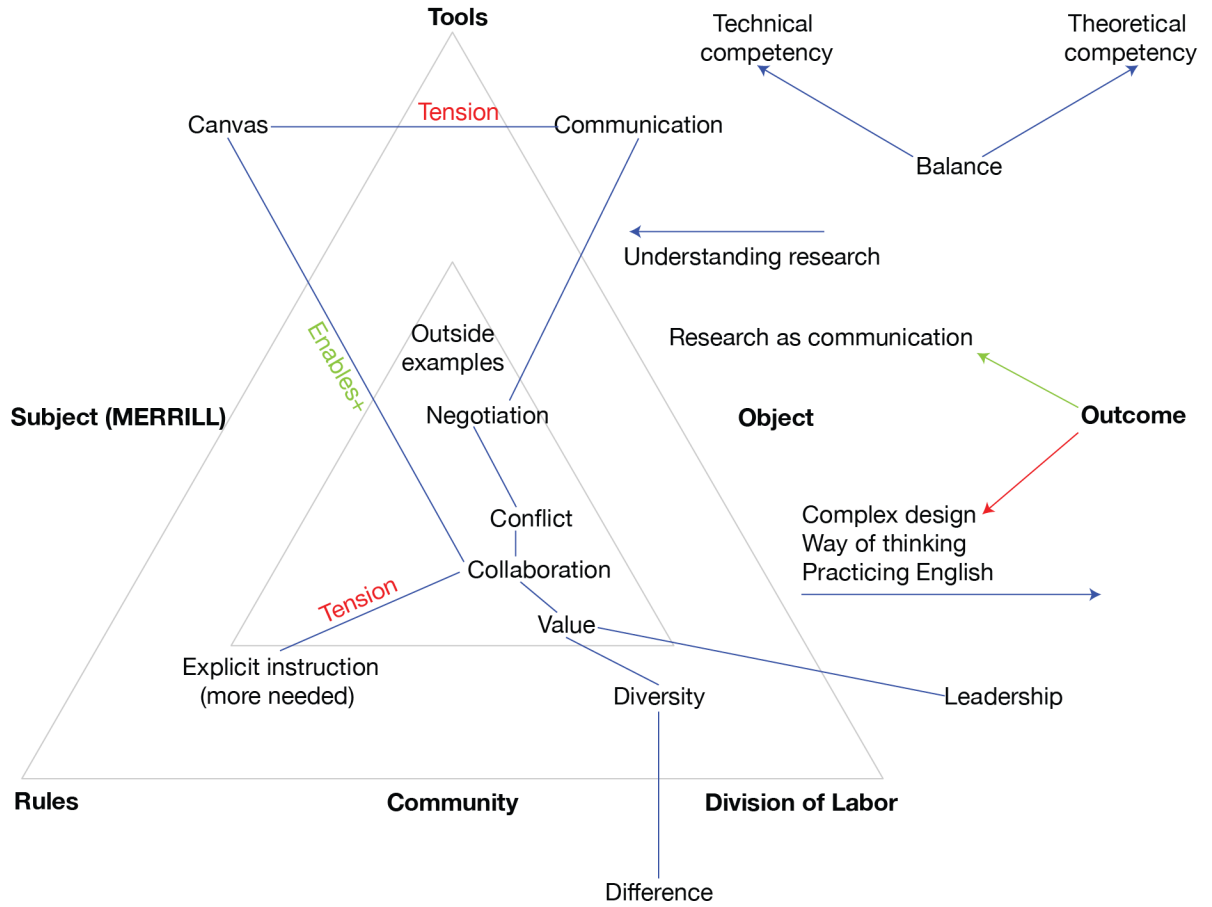 Tools
Technical
competency
Theoretical
competency
Canvas
Tension
Communication
Balance
Understanding research
Enables+
Outside
examples
Research as communication
Subject (MERRILL)
Negotiation
Object
Outcome
Conflict
Complex design
Way of thinking
Practicing English
Collaboration
Tension
Value
Explicit instruction
(more needed)
Diversity
Leadership
Rules
Community
Division of Labor
Difference